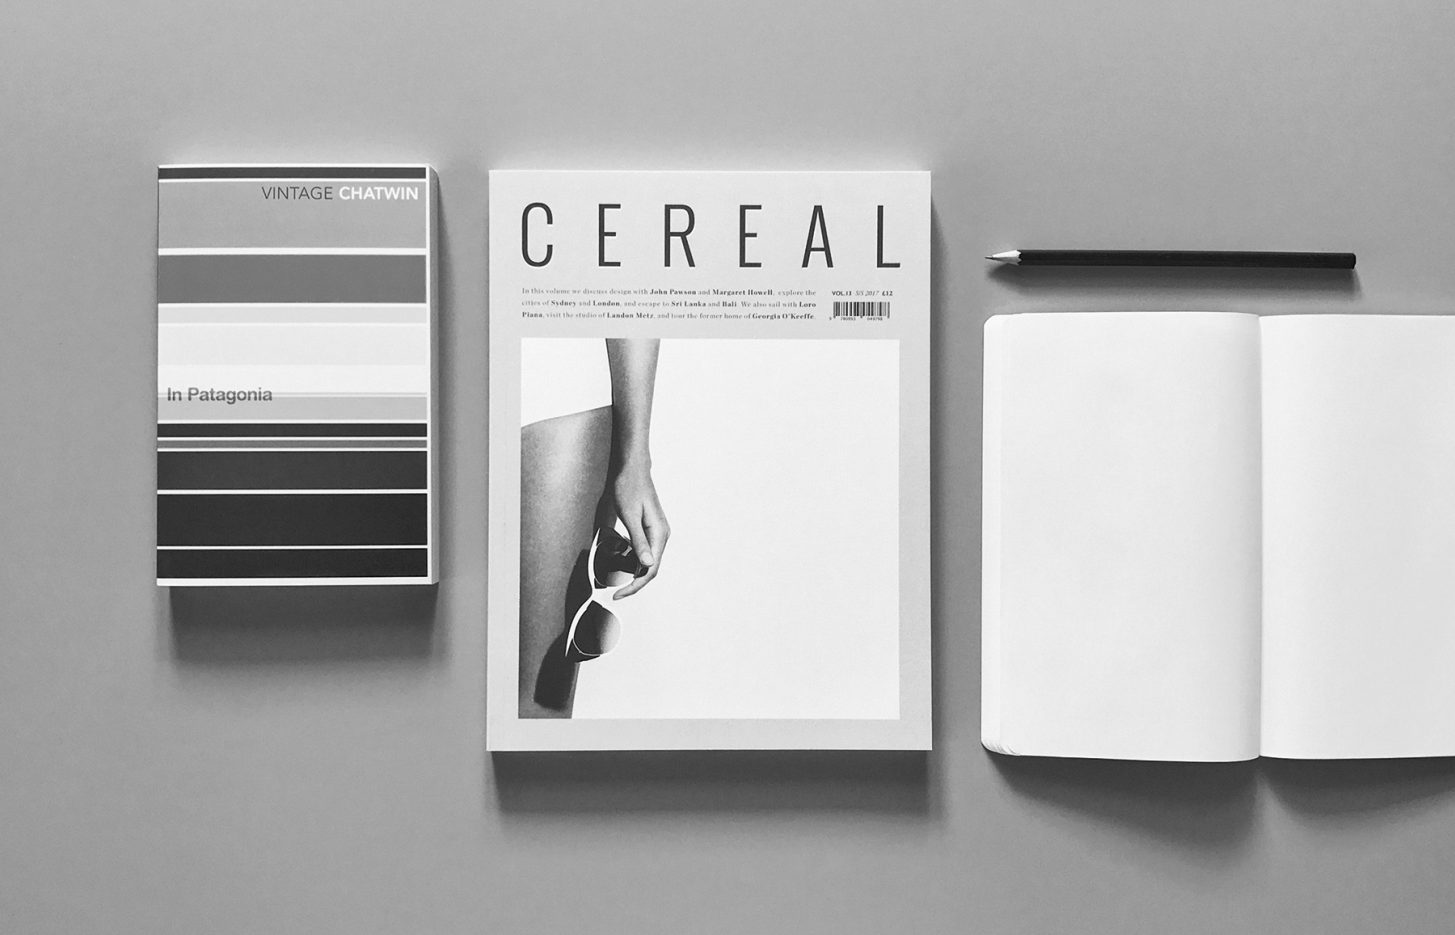 VINTAGE CHATWIN
In Patagonia
CEREAL
In this volume we discuss design with John Pawson and Margaret Howell, explore the
cities of Sydney and London, and escape to Sri Lanka and Bali. We also sail with Loro
Piana, visit the studio of Landon Metz, and tour the former home of Georgia O'Keeffe.
VOL.13 S/S 2017 £12